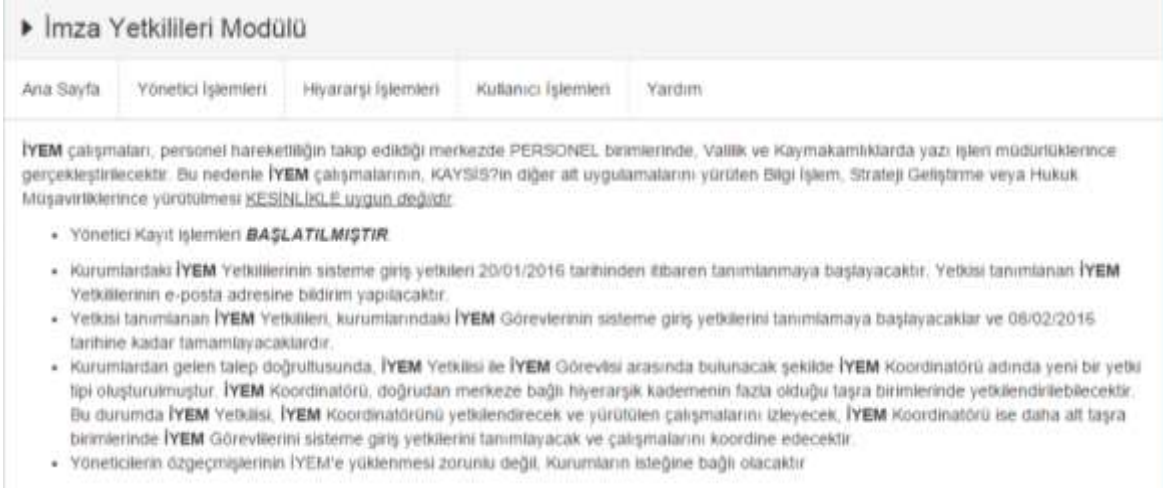 İmza Yetkilileri Modülü
Ana Sayfa Yönetici İşlemleri Hiyararşi İşlemleri Kullanıcı İşlemleri Yardım
İYEM çalışmaları, personel hareketliliğin takip edildiği merkezde PERSONEL birimlerinde, Valilik ve Kaymakamlıklarda yazı işleri müdürlüklerince
gerçekleştirilecektir. Bu nedenle İYEM çalışmalarının, KAYSİS?in diğer alt uygulamalarını yürüten Bilgi İşlem, Strateji Geliştirme veya Hukuk
Müşavirliklerince yürütülmesi KESİNLİKLE uygun değildir.
• Yönetici Kayıt İşlemleri BAŞLATILMIŞTIR.
• Kurumlardaki İYEM Yetkililerinin sisteme giriş yetkileri 20/01/2016 tarihinden itibaren tanımlanmaya başlayacaktır. Yetkisi tanımlanan İYEM
Yetkililerinin e-posta adresine bildirim yapılacaktır.
• Yetkisi tanımlanan İYEM Yetkilileri, kurumlarındaki İYEM Görevlerinin sisteme giriş yetkilerini tanımlamaya başlayacaklar ve 08/02/2016
tarihine kadar tamamlayacaklardır.
• Kurumlardan gelen talep doğrultusunda, İYEM Yetkilisi ile İYEM Görevlisi arasında bulunacak şekilde İYEM Koordinatörü adında yeni bir yetki
tipi oluşturulmuştur. İYEM Koordinatörü, doğrudan merkeze bağlı hiyerarşik kademenin fazla olduğu taşra birimlerinde yetkilendirilebilecektir.
Bu durumda İYEM Yetkilisi, İYEM Koordinatörünü yetkilendirecek ve yürütülen çalışmalarını izleyecek, İYEM Koordinatörü ise daha alt taşra
birimlerinde İYEM Görevlilerini sisteme giriş yetkilerini tanımlayacak ve çalışmalarını koordine edecektir.
• Yöneticilerin özgeçmişlerinin İYEM'e yüklenmesi zorunlu değil, Kurumların isteğine bağlı olacaktır